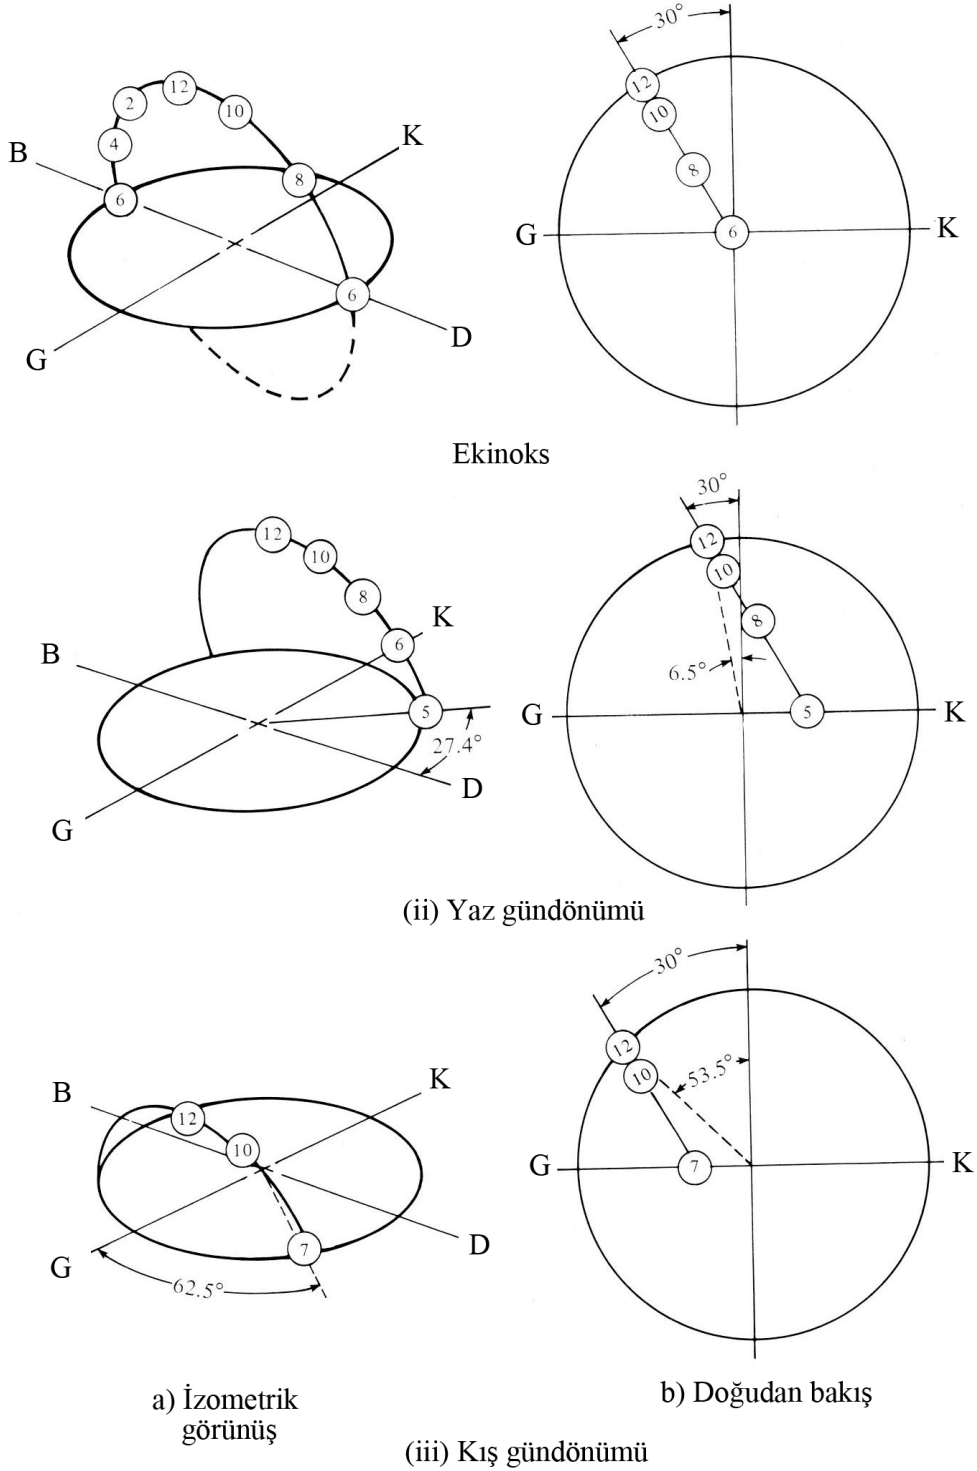 30°
B
2
12
10
4
6
8
6
K
D
G
12
10
8
6
G
K
Ekinoks
B
12
10
8
6
K
5
27.4°
D
G
30°
12
10
8
6.5°
5
G
K
(ii) Yaz gündönümü
B
12
10
7
K
D
G
62.5°
30°
12
10
53.5°
7
G
K
a) İzometrik
görünüş
b) Doğudan bakış
(iii) Kış gündönümü